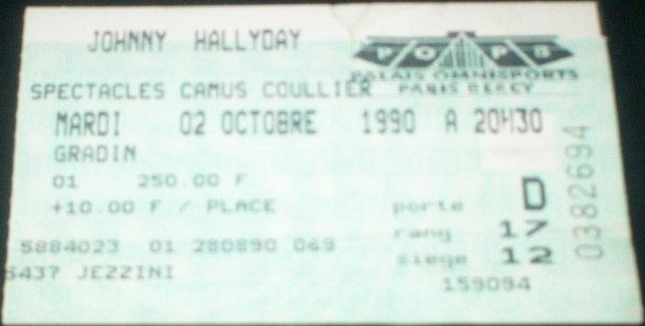 JOHNNY HALLYDAY
POPB
PALAIS OMNISPORTS
PARIS BERCY
SPECTACLES CAMUS COULLIER
MARDI 02 OCTOBRE 1990 A 20H30
GRADIN
01 250.00 F
+10.00 F / PLACE
porte D
rang 17
siege 12
5884023 01 280890 069
5437 JEZZINI
159094
0382694